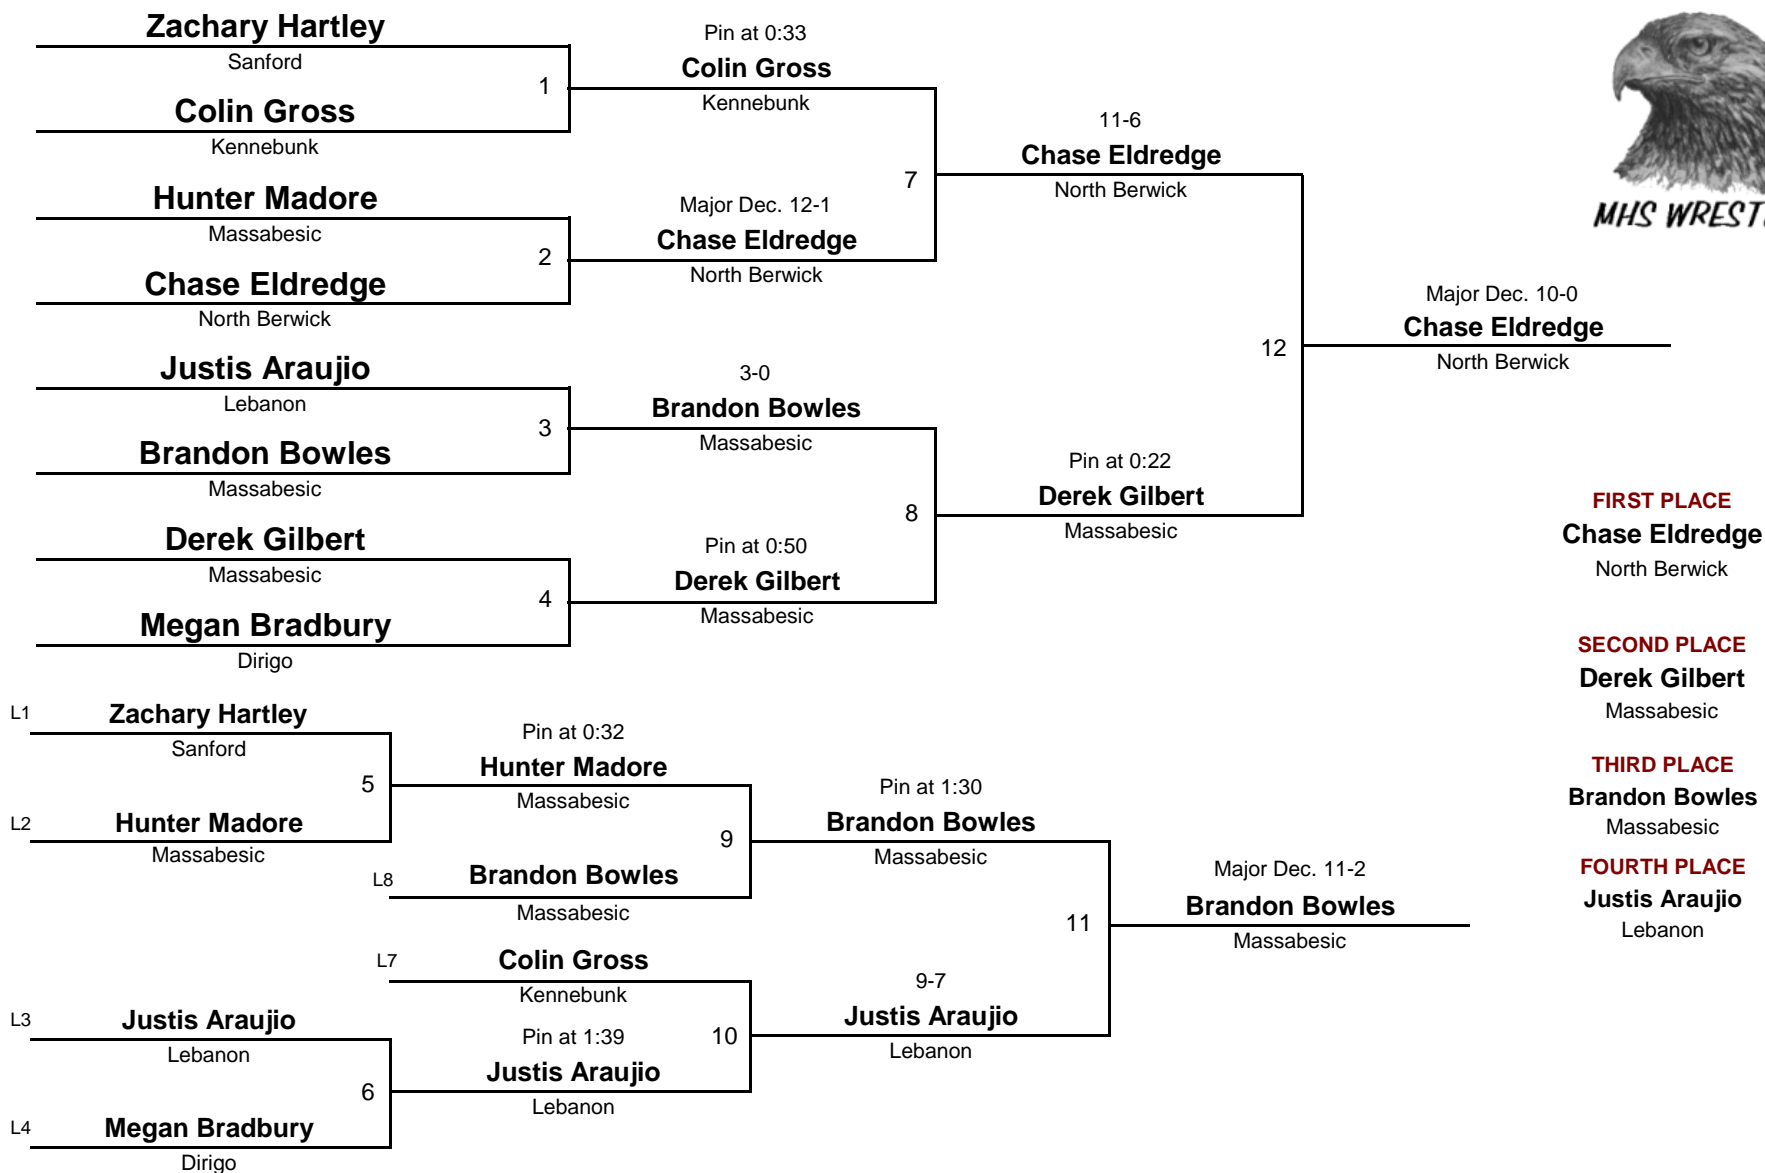 Zachary Hartley
Sanford
1
Colin Gross
Kennebunk
Hunter Madore
Massabesic
2
Chase Eldredge
North Berwick
Justis Araujio
Lebanon
3
Brandon Bowles
Massabesic
Derek Gilbert
Massabesic
4
Megan Bradbury
Dirigo
Pin at 0:33
Colin Gross
Kennebunk
7
Major Dec. 12-1
Chase Eldredge
North Berwick
3-0
Brandon Bowles
Massabesic
8
Pin at 0:50
Derek Gilbert
Massabesic
11-6
Chase Eldredge
North Berwick
12
Pin at 0:22
Derek Gilbert
Massabesic
Major Dec. 10-0
Chase Eldredge
North Berwick
MHS
FIRST PLACE
Chase Eldredge
North Berwick
SECOND PLACE
Derek Gilbert
Massabesic
THIRD PLACE
Brandon Bowles
Massabesic
FOURTH PLACE
Justis Araujio
Lebanon
L1
Zachary Hartley
Sanford
5
L2
Hunter Madore
Massabesic
Pin at 0:32
Hunter Madore
Massabesic
9
L8
Brandon Bowles
Massabesic
L7
Colin Gross
Kennebunk
10
L3
Justis Araujio
Lebanon
6
L4
Megan Bradbury
Dirigo
Pin at 1:39
Justis Araujio
Lebanon
Pin at 1:30
Brandon Bowles
Massabesic
11
9-7
Justis Araujio
Lebanon
Major Dec. 11-2
Brandon Bowles
Massabesic